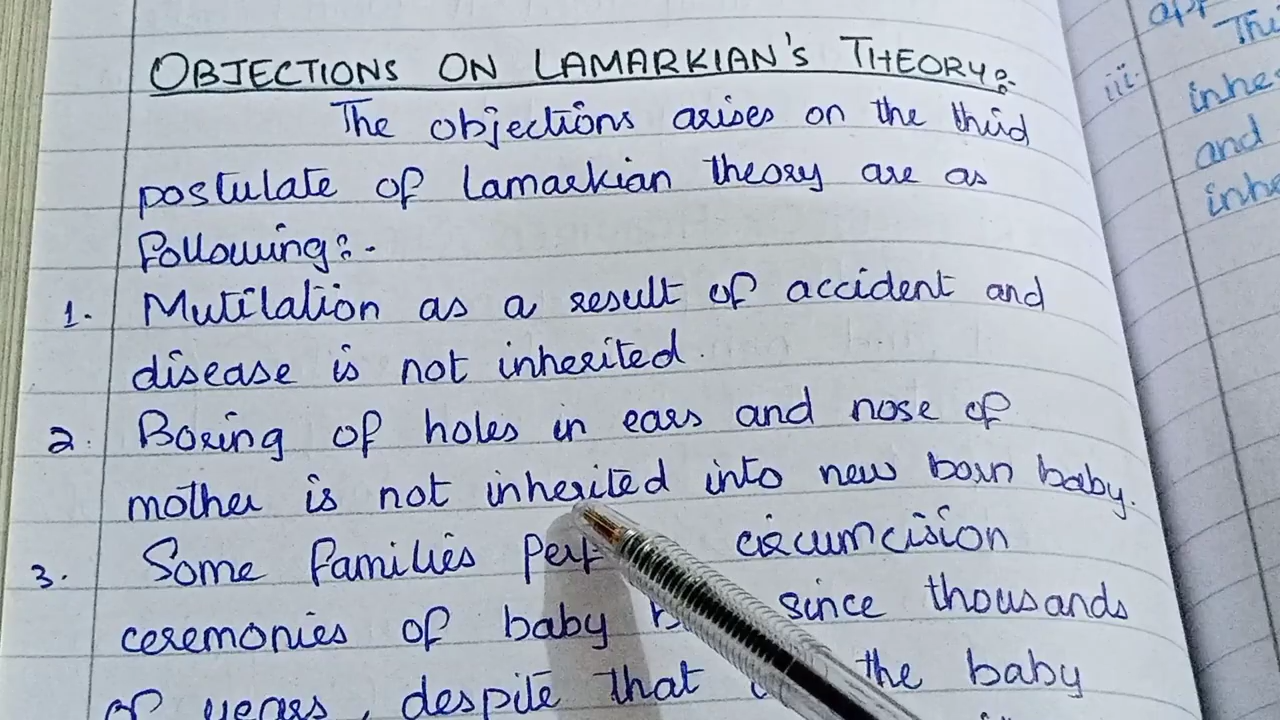 OBJECTIONS ON LAMARKIAN'S THEORY:-
The objections arises on the third
postulate of Lamarkian theory are as
Following:-
1. Mutilation as a result of accident and
disease is not inherited.
2. Boring of holes in ears and nose of
mother is not inherited into new born baby.
3. Some Families circumcision
ceremonies of baby since thousands
of years, despite that the baby
iii.
and